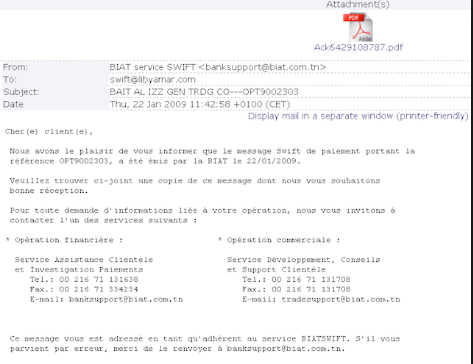 Attachment(s)
Ack6429108787.pdf
From: BIAT service SWIFT <banksupport@biat.com.tn>
To: swift@libyamar.com
Subject: BAIT AL IZZ GEN TRDG CO---OPT9002303
Date Thu, 22 Jan 2009 11:42:58 +0100 (CET)
Display mail in a separate window (printer-friendly)
Cher(e) client(e),
Nous avons le plaisir de vous informer que le message Swift de paiement portant la
référence OPT9002303, a été émis par la BIAT le 22/01/2009.
Veuillez trouver ci-joint une copie de ce message dont nous vous souhaitons
bonne réception.
Pour toute demande d'informations liée à votre opération, nous vous invitons à
contacter l'un des services suivants :
* Opération financière : * Opération commerciale :
Service Assistance Clientèle Service Développement, Conseils
et Investigation Paiements et Support Clientèle
Tel.: 00 216 71 131638 Tel.: 00 216 71 131708
Fax.: 00 216 71 334234 Fax.: 00 216 71 131708
E-mail: banksupport@biat.com.tn E-mail: tradesupport@biat.com.tn
Ce message vous est adressé en tant qu'adhérent au service BIATSWIFT. S'il vous
parvient par erreur, merci de le renvoyer à banksupport@biat.com.tn.